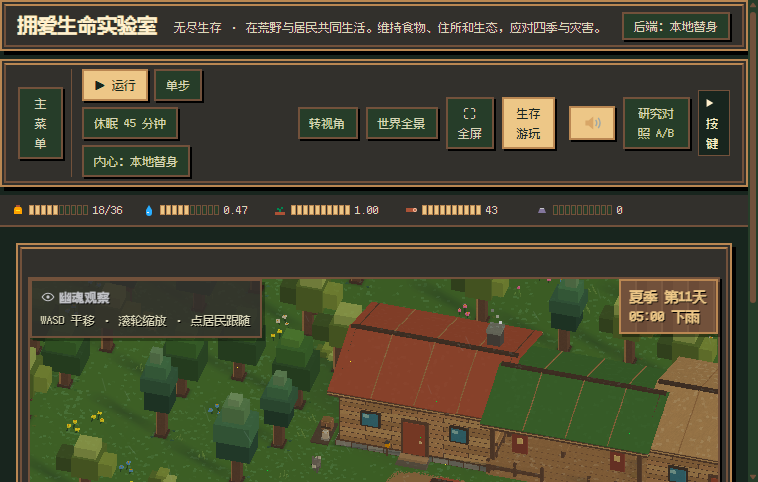 拥爱生命实验室
无尽生存 · 在荒野与居民共同生活。维持食物、住所和生态，应对四季与灾害。
后端: 本地替身
主菜单
▶ 运行
单步
休眠 45 分钟
内心: 本地替身
转视角
世界全景
全屏
生存游玩
研究对照 A/B
▶ 按键
18/36
0.47
1.00
43
0
幽魂观察
WASD 平移 · 滚轮缩放 · 点居民跟随
夏季 第11天
05:00 下雨